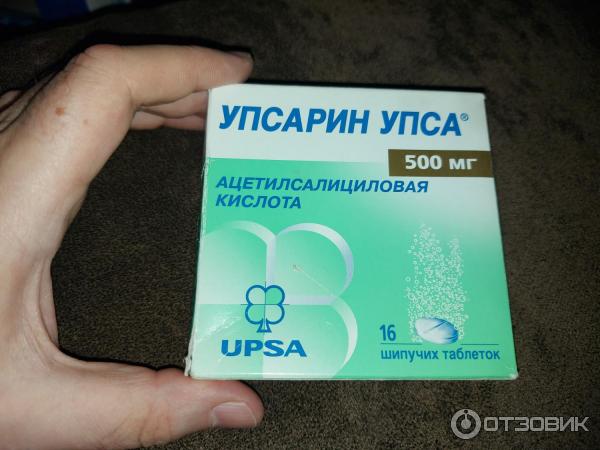 УПСАРИН УПСА®
500 мг
АЦЕТИЛСАЛИЦИЛОВАЯ
КИСЛОТА
UPSA
16
шипучих таблеток
ОТЗОВИК